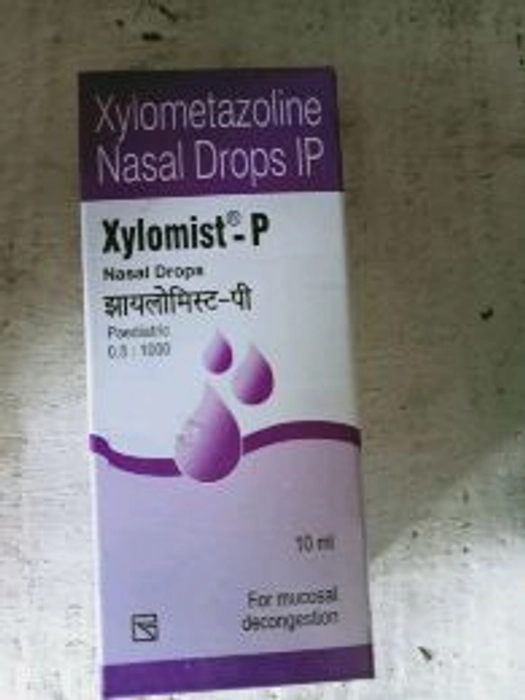 Xylometazoline
Nasal Drops IP
Xylomist®-P
Nasal Drops
झायलोमिस्ट-पी
Paediatric
0.5 : 1000
10 ml
For mucosal
decongestion